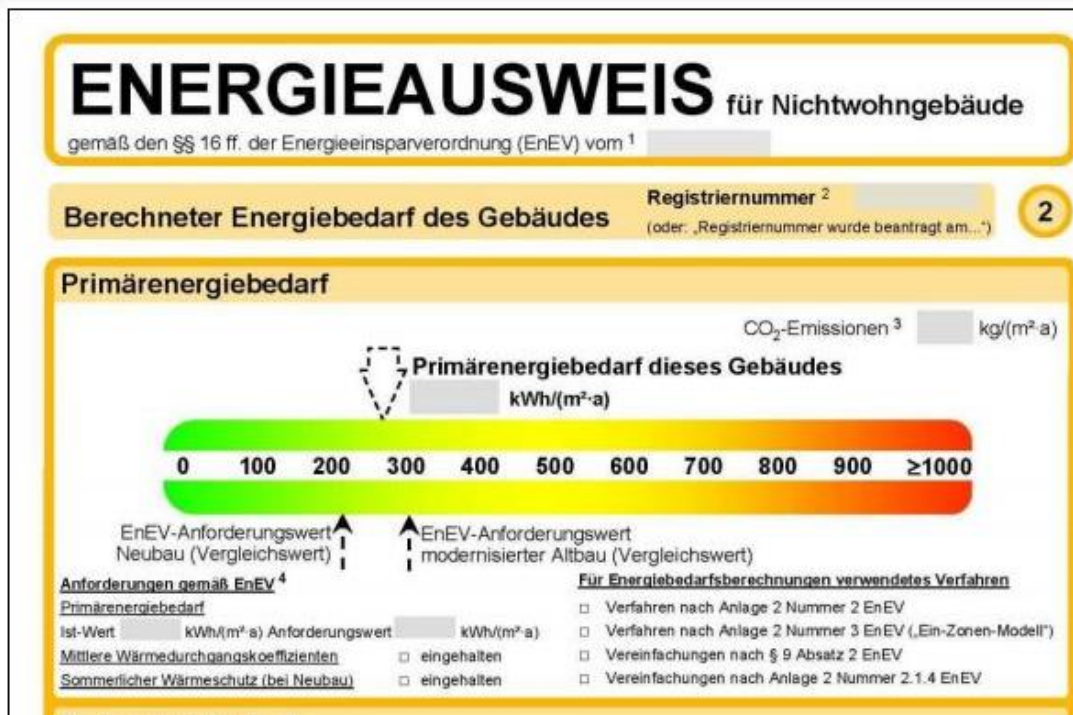 ENERGIEAUSWEIS für Nichtwohngebäude
gemäß den §§ 16 ff. der Energieeinsparverordnung (EnEV) vom ¹
Berechneter Energiebedarf des Gebäudes
Registriernummer ²
(oder: „Registriernummer wurde beantragt am...“)
2
Primärenergiebedarf
CO₂-Emissionen ³ kg/(m²·a)
Primärenergiebedarf dieses Gebäudes
kWh/(m²·a)
0 100 200 300 400 500 600 700 800 900 ≥1000
EnEV-Anforderungswert
Neubau (Vergleichswert)
EnEV-Anforderungswert
modernisierter Altbau (Vergleichswert)
Anforderungen gemäß EnEV ⁴
Primärenergiebedarf
Ist-Wert kWh/(m²·a) Anforderungswert kWh/(m²·a)
Mittlere Wärmedurchgangskoeffizienten □ eingehalten
Sommerlicher Wärmeschutz (bei Neubau) □ eingehalten
Für Energiebedarfsberechnungen verwendetes Verfahren
□ Verfahren nach Anlage 2 Nummer 2 EnEV
□ Verfahren nach Anlage 2 Nummer 3 EnEV („Ein-Zonen-Modell“)
□ Vereinfachungen nach § 9 Absatz 2 EnEV
□ Vereinfachungen nach Anlage 2 Nummer 2.1.4 EnEV